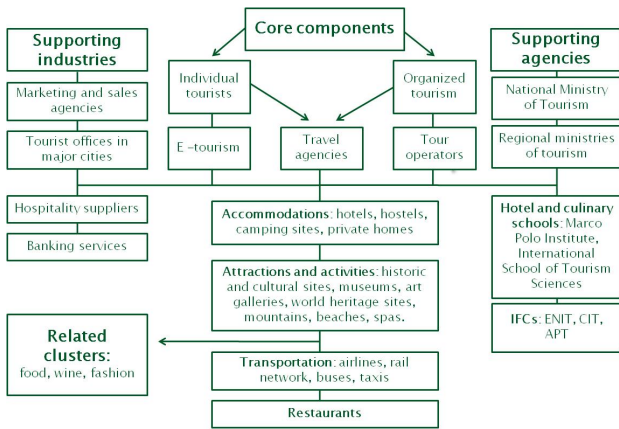 Core components
Supporting
industries
Supporting
agencies
Individual
tourists
Organized
tourism
Marketing and sales
agencies
National Ministry
of Tourism
Tourist offices in
major cities
E –tourism
Travel
agencies
Tour
operators
Regional ministries
of tourism
Hospitality suppliers
Banking services
Accommodations: hotels, hostels,
camping sites, private homes
Hotel and culinary
schools: Marco
Polo Institute,
International
School of Tourism
Sciences
Attractions and activities: historic
and cultural sites, museums, art
galleries, world heritage sites,
mountains, beaches, spas.
IFCs: ENIT, CIT,
APT
Related
clusters:
food, wine, fashion
Transportation: airlines, rail
network, buses, taxis
Restaurants